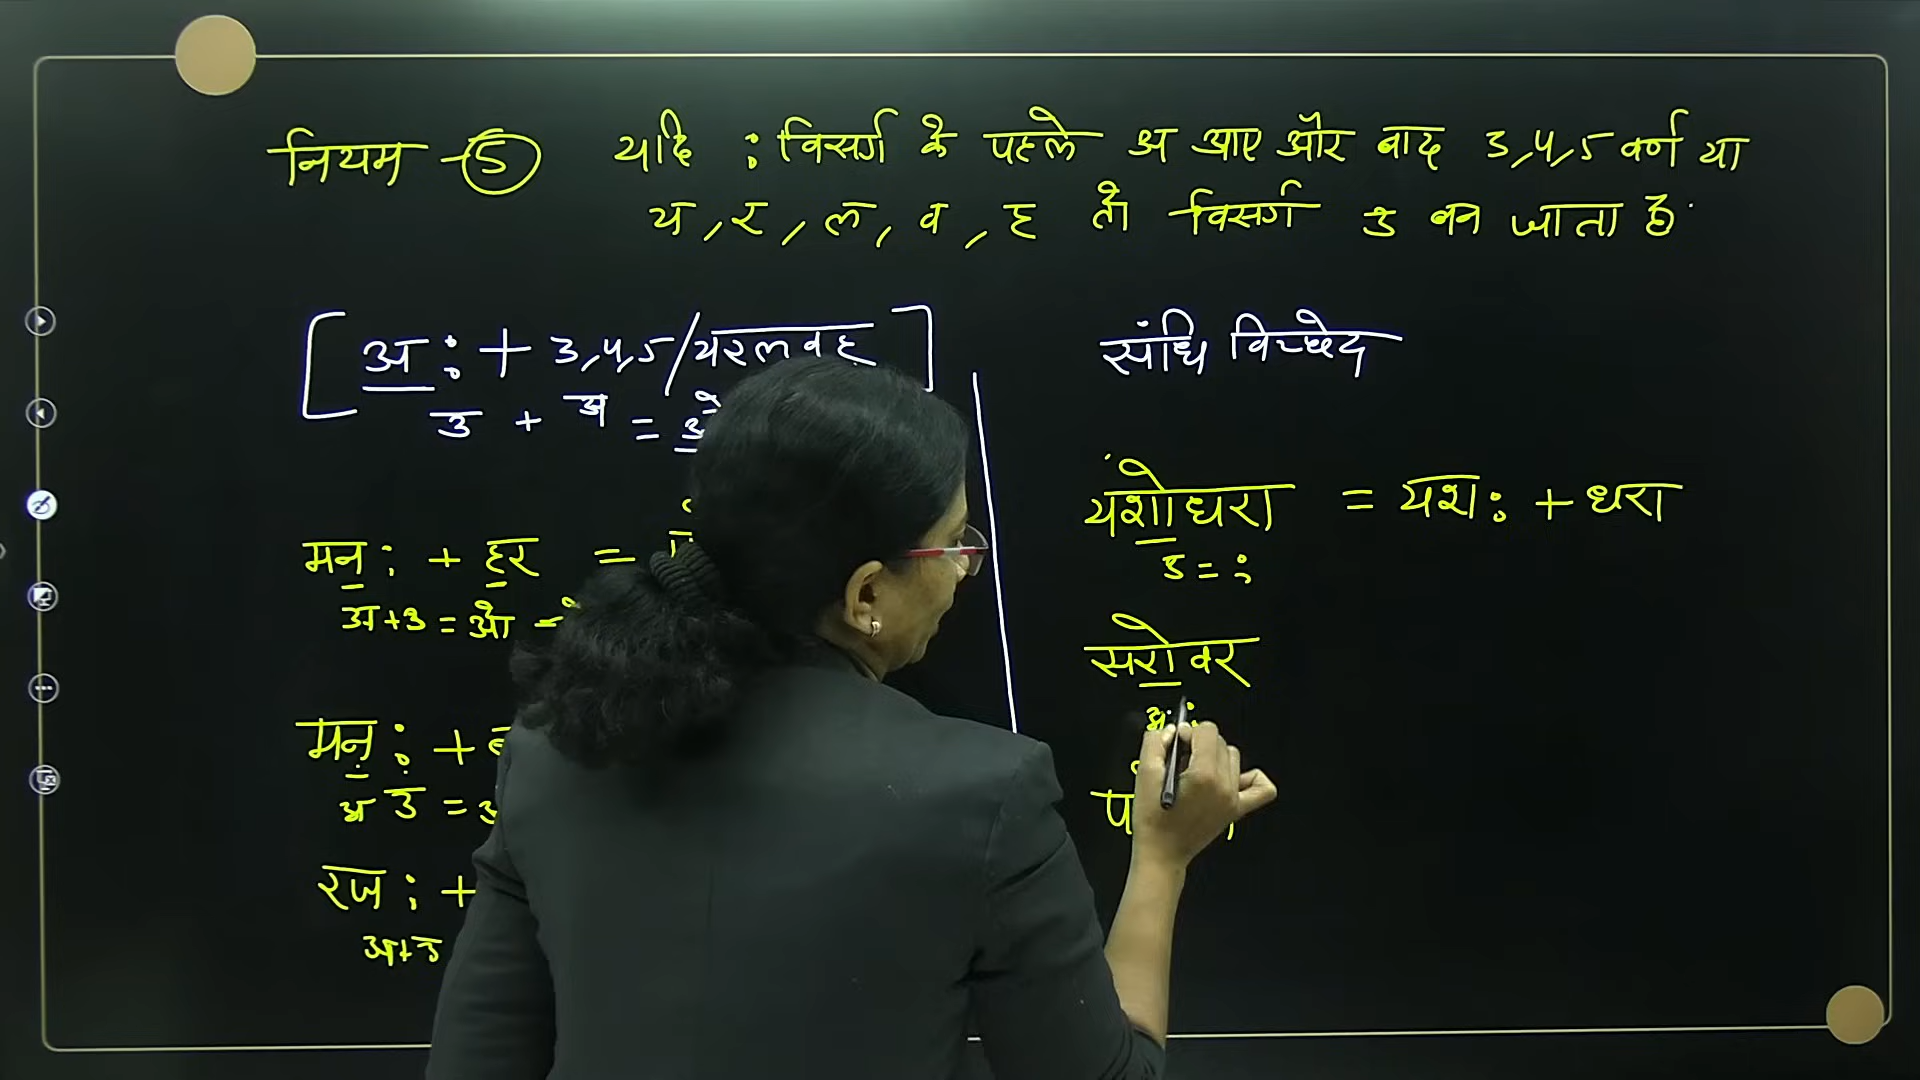 नियम - 5 यदि : विसर्ग के पहले अ आए और बाद 3,4,5 वर्ण या
य, र, ल, व, ह तो विसर्ग उ बन जाता है
[ अ : + 3,4,5/यरलवह ]
उ + अ =
मन : + हर =
अ+उ = ओ =
मन : +
अ उ =
रज : +
अ+उ
संधि विच्छेद
यशोधरा = यश : + धरा
उ = :
सरोवर
अ :